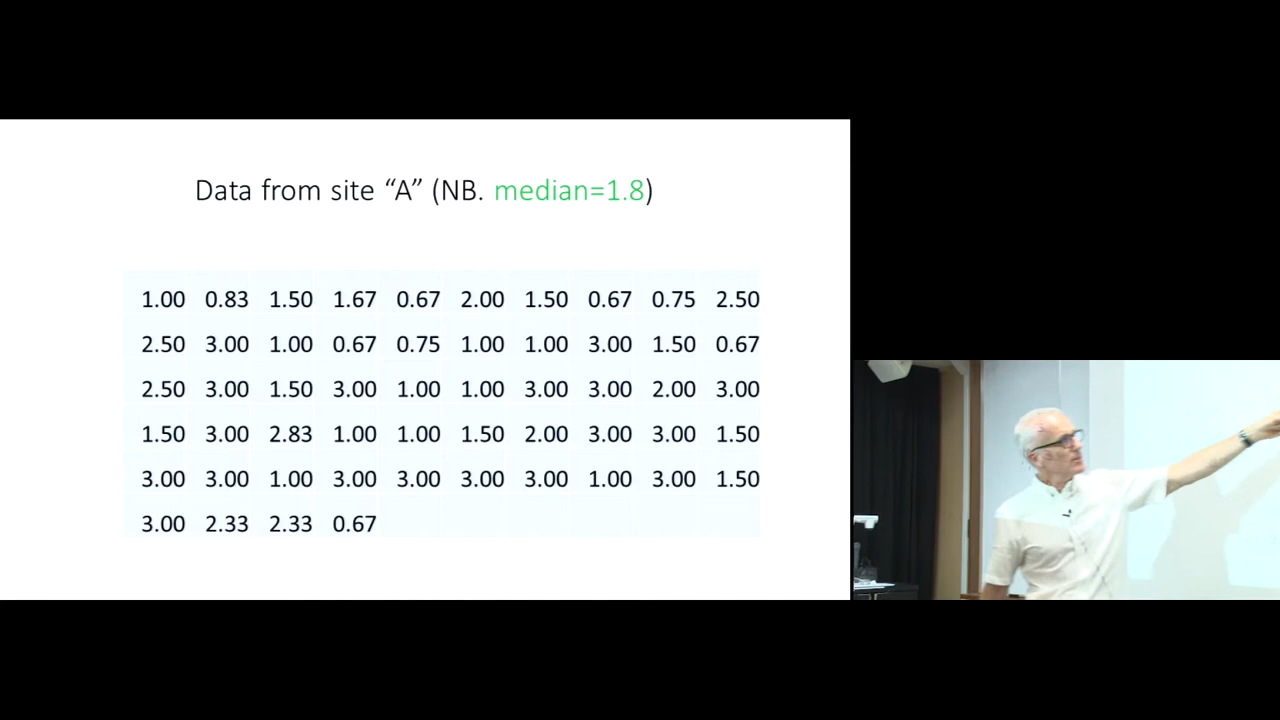 Data from site “A” (NB. median=1.8)
1.00 0.83 1.50 1.67 0.67 2.00 1.50 0.67 0.75 2.50
2.50 3.00 1.00 0.67 0.75 1.00 1.00 3.00 1.50 0.67
2.50 3.00 1.50 3.00 1.00 1.00 3.00 3.00 2.00 3.00
1.50 3.00 2.83 1.00 1.00 1.50 2.00 3.00 3.00 1.50
3.00 3.00 1.00 3.00 3.00 3.00 3.00 1.00 3.00 1.50
3.00 2.33 2.33 0.67